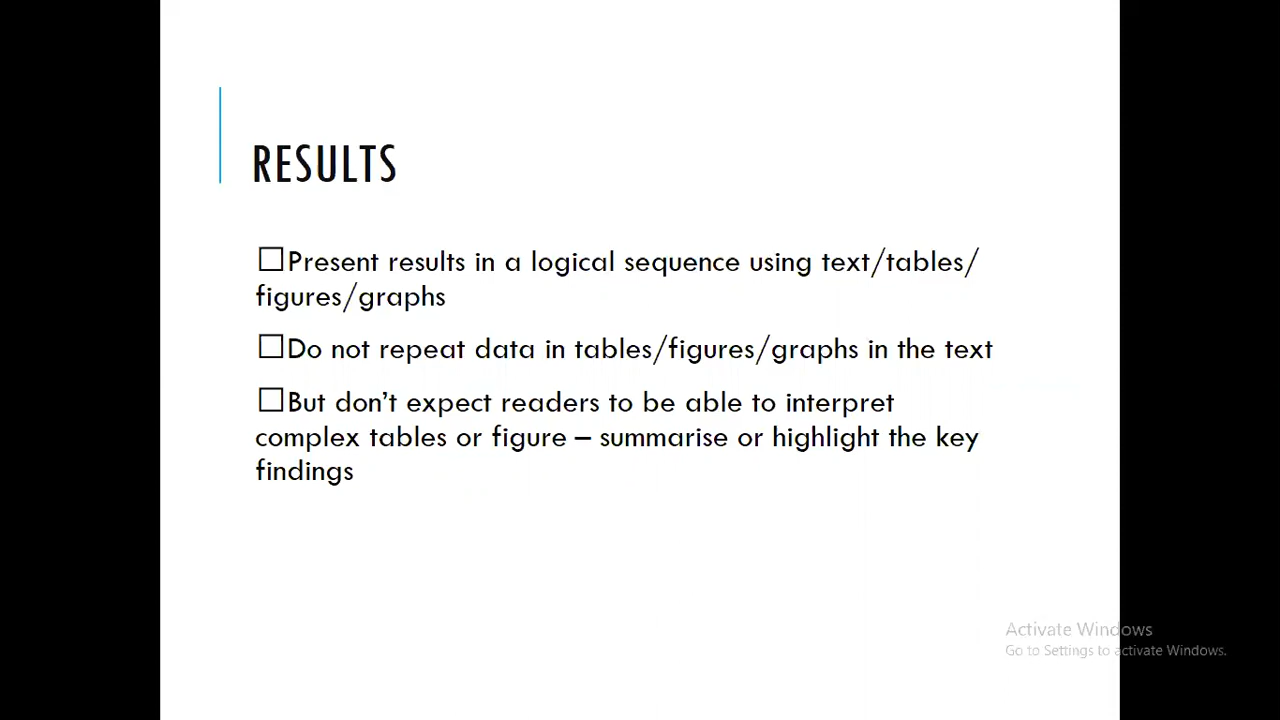 RESULTS
☐Present results in a logical sequence using text/tables/
figures/graphs
☐Do not repeat data in tables/figures/graphs in the text
☐But don’t expect readers to be able to interpret
complex tables or figure – summarise or highlight the key
findings
Activate Windows
Go to Settings to activate Windows.